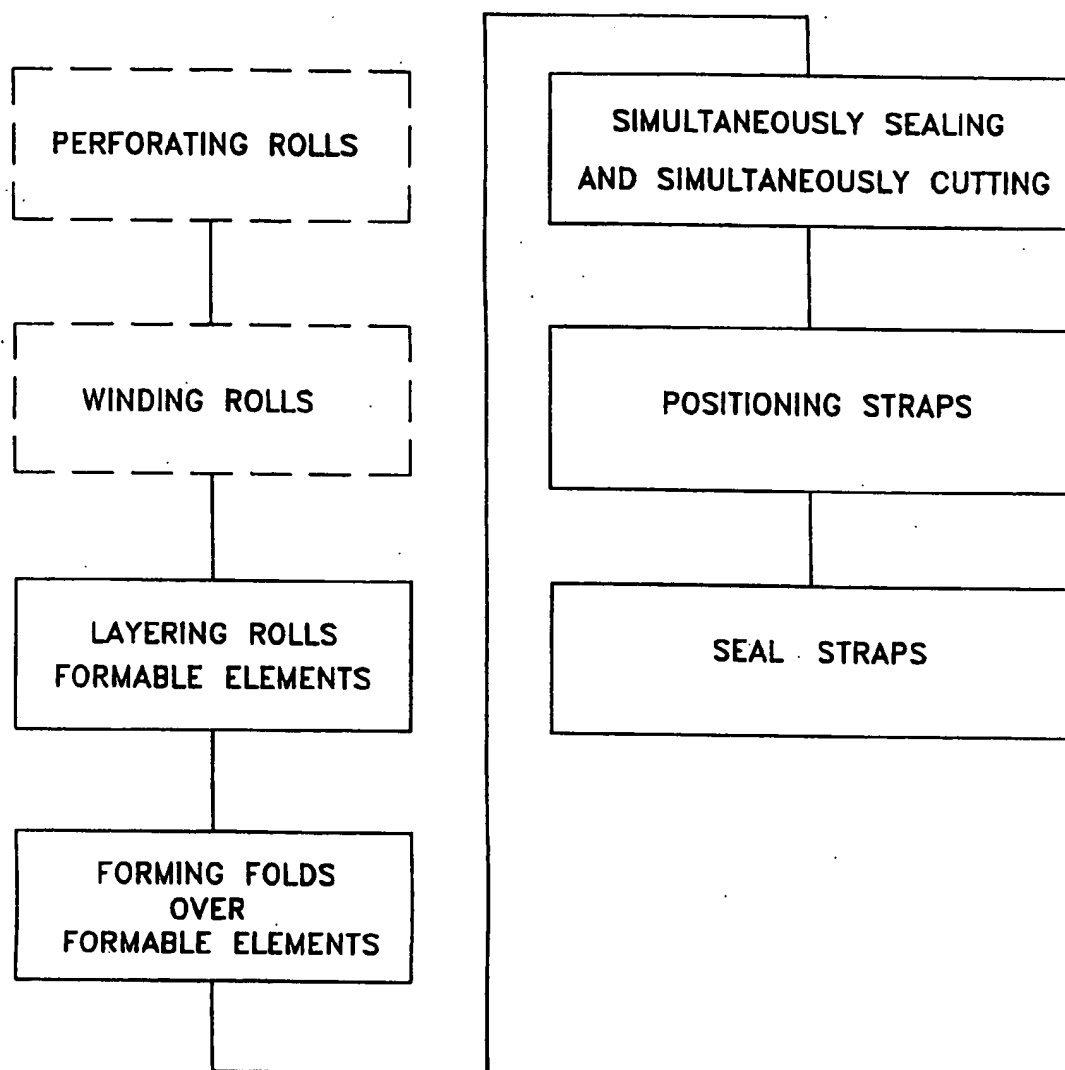 PERFORATING ROLLS
WINDING ROLLS
LAYERING ROLLS
FORMABLE ELEMENTS
FORMING FOLDS
OVER
FORMABLE ELEMENTS
SIMULTANEOUSLY SEALING
AND SIMULTANEOUSLY CUTTING
POSITIONING STRAPS
SEAL STRAPS